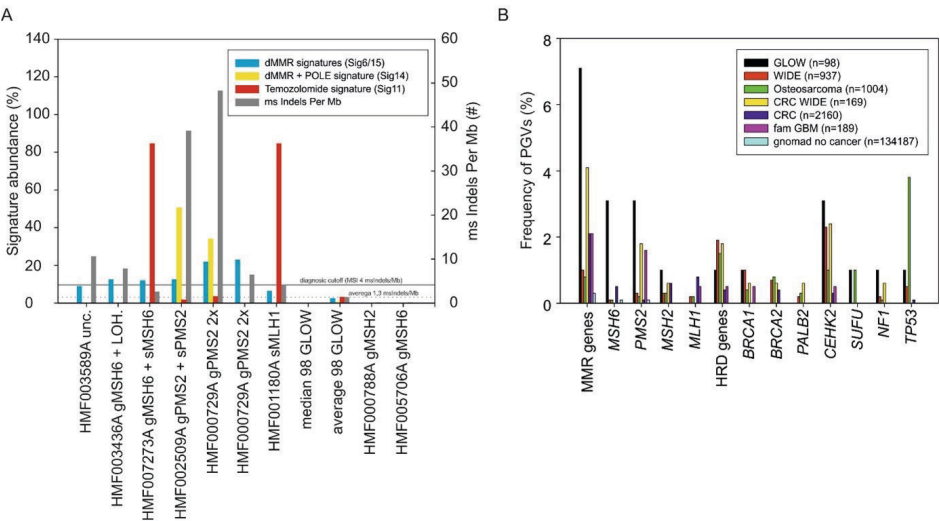 A
140
120
100
80
60
40
20
0
Signature abundance (%)
60
50
40
30
20
10
0
ms Indels Per Mb (#)
dMMR signatures (Sig6/15)
dMMR + POLE signature (Sig14)
Temozolomide signature (Sig11)
ms Indels Per Mb
diagnostic cutoff (MSI 4 msIndels/Mb)
averega 1,3 msIndels/Mb
HMF003589A unc.
HMF003436A gMSH6 + LOH.
HMF007273A gMSH6 + sMSH6
HMF002509A gPMS2 + sPMS2
HMF000729A gPMS2 2x
HMF000729A gPMS2 2x
HMF001180A sMLH1
median 98 GLOW
average 98 GLOW
HMF000788A gMSH2
HMF005706A gMSH6
B
8
6
4
2
0
Frequency of PGVs (%)
GLOW (n=98)
WIDE (n=937)
Osteosarcoma (n=1004)
CRC WIDE (n=169)
CRC (n=2160)
fam GBM (n=189)
gnomad no cancer (n=134187)
MMR genes
MSH6
PMS2
MSH2
MLH1
HRD genes
BRCA1
BRCA2
PALB2
CEHK2
SUFU
NF1
TP53